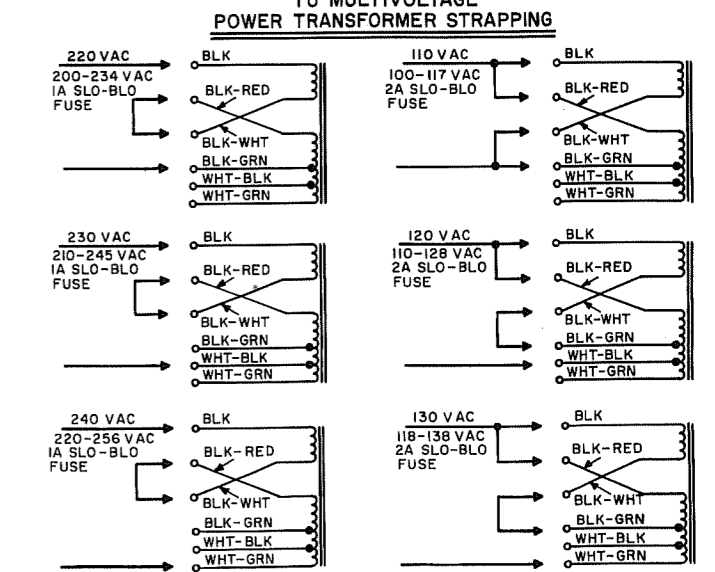 TO MULTIVOLTAGE
POWER TRANSFORMER STRAPPING
220 VAC
200-234 VAC
1A SLO-BLO
FUSE
BLK
BLK-RED
BLK-WHT
BLK-GRN
WHT-BLK
WHT-GRN
110 VAC
100-117 VAC
2A SLO-BLO
FUSE
BLK
BLK-RED
BLK-WHT
BLK-GRN
WHT-BLK
WHT-GRN
230 VAC
210-245 VAC
1A SLO-BLO
FUSE
BLK
BLK-RED
BLK-WHT
BLK-GRN
WHT-BLK
WHT-GRN
120 VAC
110-128 VAC
2A SLO-BLO
FUSE
BLK
BLK-RED
BLK-WHT
BLK-GRN
WHT-BLK
WHT-GRN
240 VAC
220-256 VAC
1A SLO-BLO
FUSE
BLK
BLK-RED
BLK-WHT
BLK-GRN
WHT-BLK
WHT-GRN
130 VAC
118-138 VAC
2A SLO-BLO
FUSE
BLK
BLK-RED
BLK-WHT
BLK-GRN
WHT-BLK
WHT-GRN